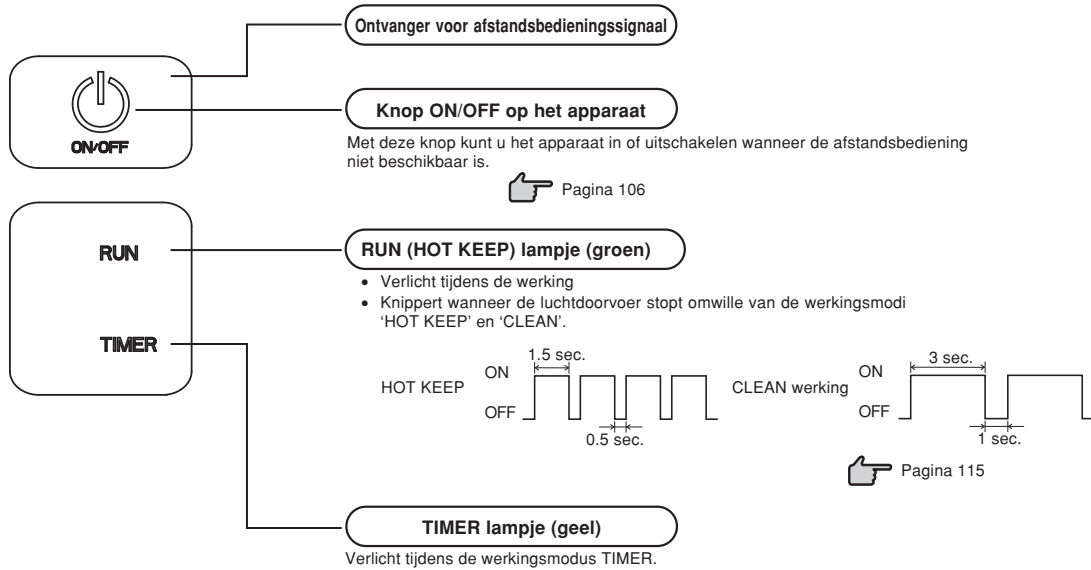 Ontvanger voor afstandsbedieningssignaal
ON/OFF
Knop ON/OFF op het apparaat
Met deze knop kunt u het apparaat in of uitschakelen wanneer de afstandsbediening
niet beschikbaar is.
Pagina 106
RUN
TIMER
RUN (HOT KEEP) lampje (groen)
• Verlicht tijdens de werking
• Knippert wanneer de luchtdoorvoer stopt omwille van de werkingsmodi
‘HOT KEEP’ en ‘CLEAN’.
HOT KEEP
ON
OFF
1.5 sec.
0.5 sec.
CLEAN werking
ON
OFF
3 sec.
1 sec.
Pagina 115
TIMER lampje (geel)
Verlicht tijdens de werkingsmodus TIMER.